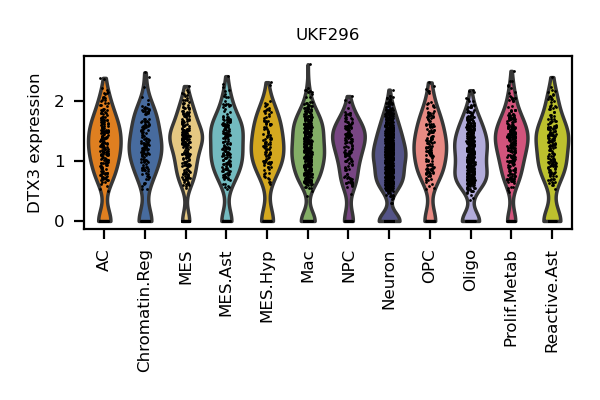 UKF296
DTX3 expression
2
1
0
AC
Chromatin.Reg
MES
MES.Ast
MES.Hyp
Mac
NPC
Neuron
OPC
Oligo
Prolif.Metab
Reactive.Ast